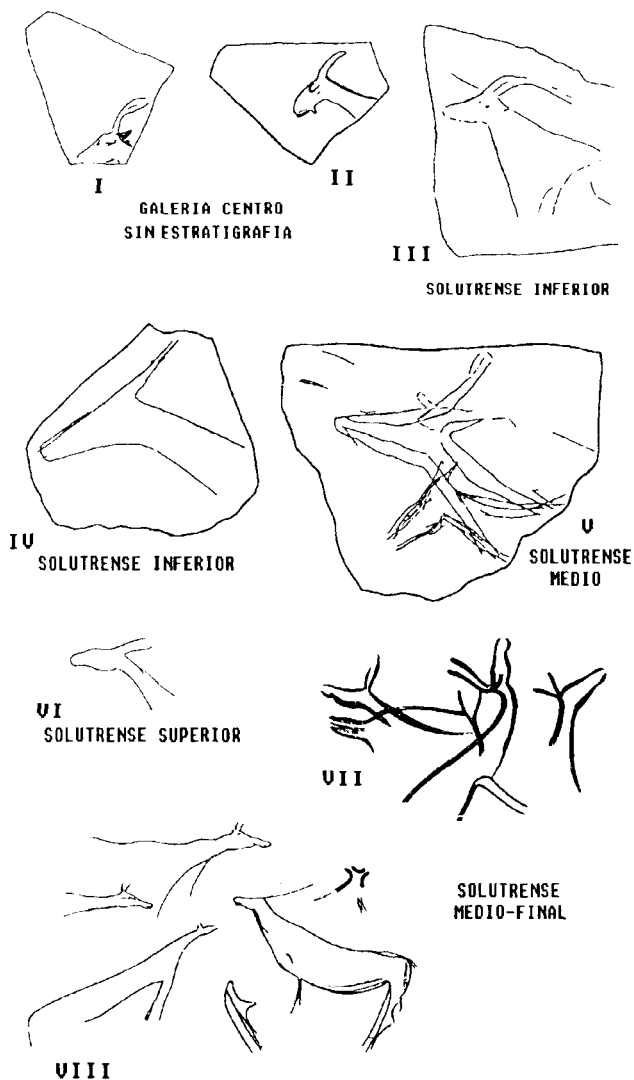 I
II
GALERIA CENTRO
SIN ESTRATIGRAFIA
III
SOLUTRENSE INFERIOR
IV
SOLUTRENSE INFERIOR
V
SOLUTRENSE
MEDIO
VI
SOLUTRENSE SUPERIOR
VII
SOLUTRENSE
MEDIO-FINAL
VIII